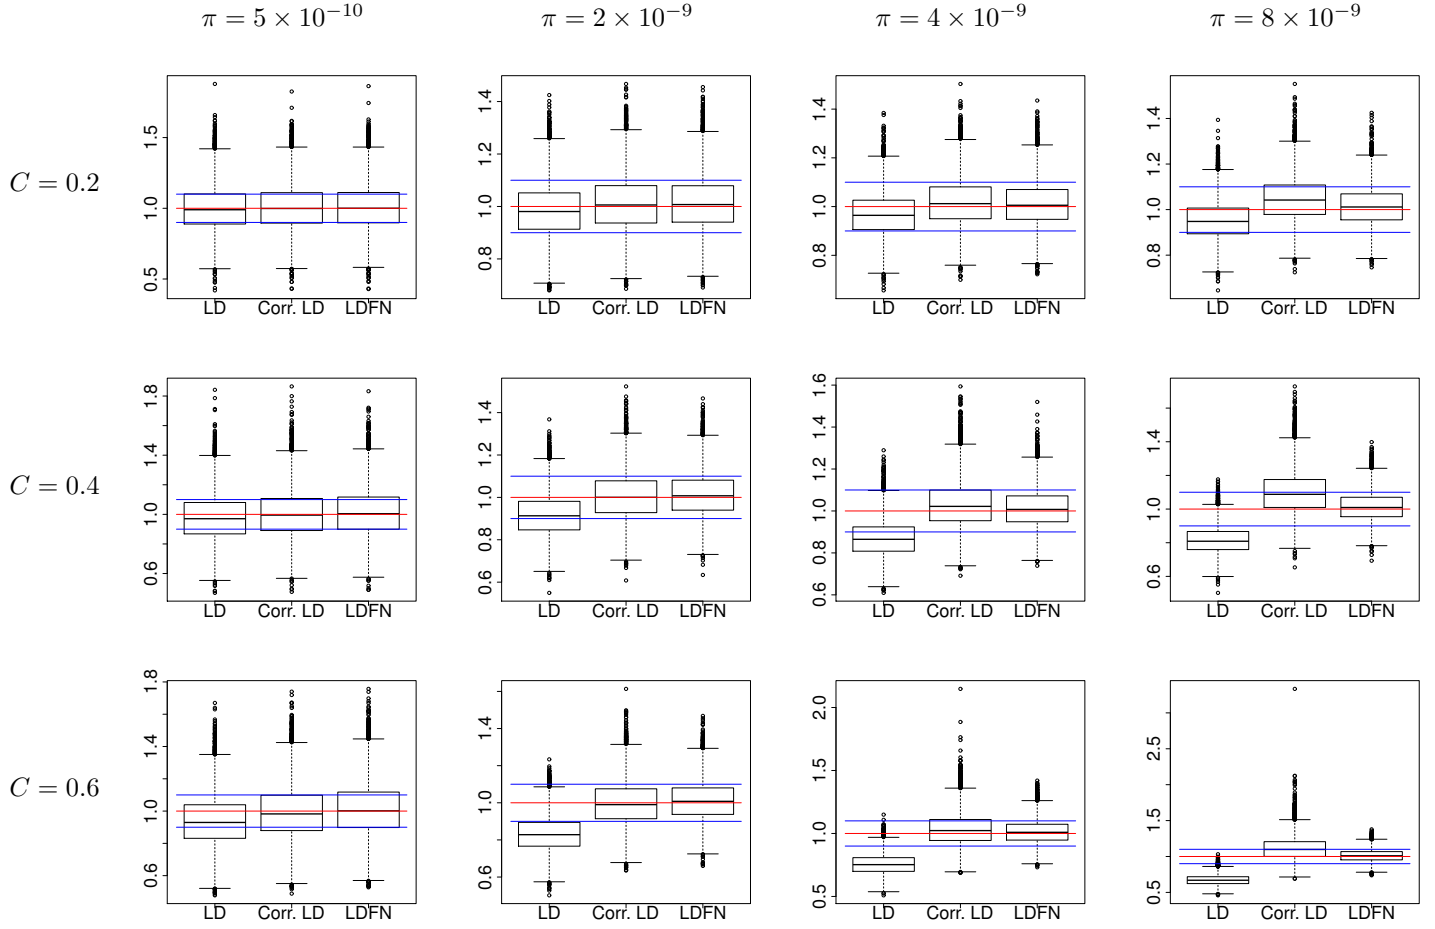 π = 5 × 10⁻¹⁰ π = 2 × 10⁻⁹ π = 4 × 10⁻⁹ π = 8 × 10⁻⁹
C = 0.2
0.5 1.0 1.5
LD Corr. LD LDFN
0.8 1.0 1.2 1.4
LD Corr. LD LDFN
0.8 1.0 1.2 1.4
LD Corr. LD LDFN
0.8 1.0 1.2 1.4
LD Corr. LD LDFN
C = 0.4
0.6 1.0 1.4 1.8
LD Corr. LD LDFN
0.6 0.8 1.0 1.2 1.4
LD Corr. LD LDFN
0.6 0.8 1.0 1.2 1.4 1.6
LD Corr. LD LDFN
0.6 1.0 1.4
LD Corr. LD LDFN
C = 0.6
0.6 1.0 1.4 1.8
LD Corr. LD LDFN
0.6 1.0 1.4
LD Corr. LD LDFN
0.5 1.0 1.5 2.0
LD Corr. LD LDFN
0.5 1.5 2.5
LD Corr. LD LDFN